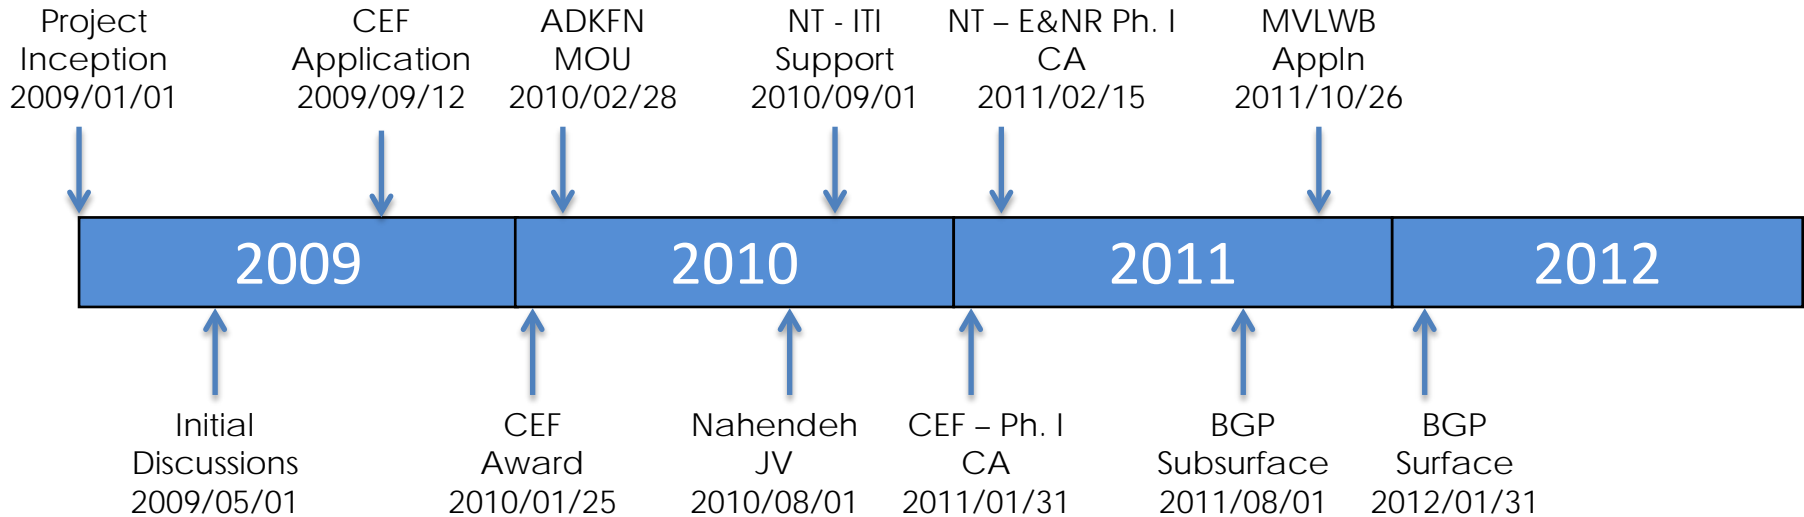 Project
Inception
2009/01/01
CEF
Application
2009/09/12
ADKFN
MOU
2010/02/28
NT - ITI
Support
2010/09/01
NT – E&NR Ph. I
CA
2011/02/15
MVLWB
Appln
2011/10/26
2009
2010
2011
2012
Initial
Discussions
2009/05/01
CEF
Award
2010/01/25
Nahendeh
JV
2010/08/01
CEF – Ph. I
CA
2011/01/31
BGP
Subsurface
2011/08/01
BGP
Surface
2012/01/31